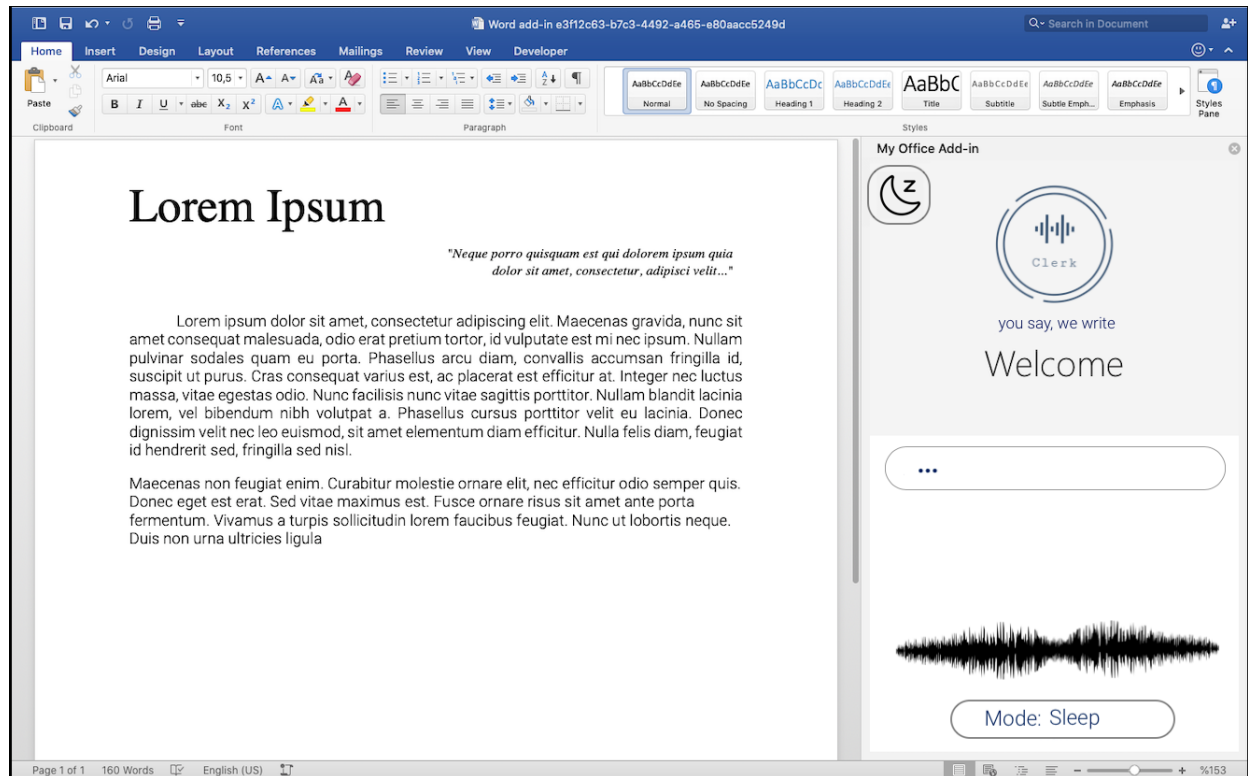 Word add-in e3f12c63-b7c3-4492-a465-e80aacc5249d
Search in Document
Home Insert Design Layout References Mailings Review View Developer
Paste
Arial 10,5
B I U abc X₂ X²
AaBbCcDdEe AaBbCcDdEe AaBbCcDc AaBbCcDdEe AaBbC AaBbCcDdEe AaBbCcDdEe AaBbCcDdEe
Normal No Spacing Heading 1 Heading 2 Title Subtitle Subtle Emph... Emphasis
Styles Pane
Clipboard Font Paragraph Styles
Lorem Ipsum
"Neque porro quisquam est qui dolorem ipsum quia
dolor sit amet, consectetur, adipisci velit..."
Lorem ipsum dolor sit amet, consectetur adipiscing elit. Maecenas gravida, nunc sit
amet consequat malesuada, odio erat pretium tortor, id vulputate est mi nec ipsum. Nullam
pulvinar sodales quam eu porta. Phasellus arcu diam, convallis accumsan fringilla id,
suscipit ut purus. Cras consequat varius est, ac placerat est efficitur at. Integer nec luctus
massa, vitae egestas odio. Nunc facilisis nunc vitae sagittis porttitor. Nullam blandit lacinia
lorem, vel bibendum nibh volutpat a. Phasellus cursus porttitor velit eu lacinia. Donec
dignissim velit nec leo euismod, sit amet elementum diam efficitur. Nulla felis diam, feugiat
id hendrerit sed, fringilla sed nisl.
Maecenas non feugiat enim. Curabitur molestie ornare elit, nec efficitur odio semper quis.
Donec eget est erat. Sed vitae maximus est. Fusce ornare risus sit amet ante porta
fermentum. Vivamus a turpis sollicitudin lorem faucibus feugiat. Nunc ut lobortis neque.
Duis non urna ultricies ligula
My Office Add-in
z
Clerk
you say, we write
Welcome
...
Mode: Sleep
Page 1 of 1 160 Words English (US) %153